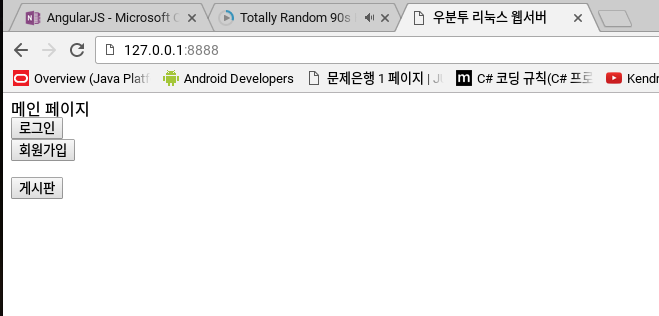 AngularJS - Microsoft
Totally Random 90s
우분투 리눅스 웹서버
127.0.0.1:8888
Overview (Java Platf
Android Developers
문제은행 1 페이지 |
C# 코딩 규칙(C# 프로
Kendr
메인 페이지
로그인
회원가입
게시판